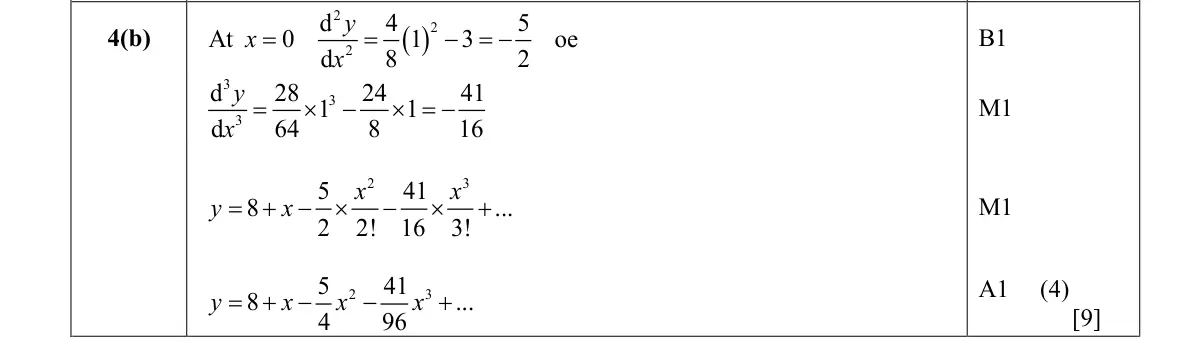 4(b) At x = 0 d²y/dx² = 4/8 (1)² − 3 = − 5/2 oe B1
d³y/dx³ = 28/64 × 1³ − 24/8 × 1 = − 41/16 M1
y = 8 + x − 5/2 × x²/2! − 41/16 × x³/3! + ... M1
y = 8 + x − 5/4 x² − 41/96 x³ + ... A1 (4)
[9]